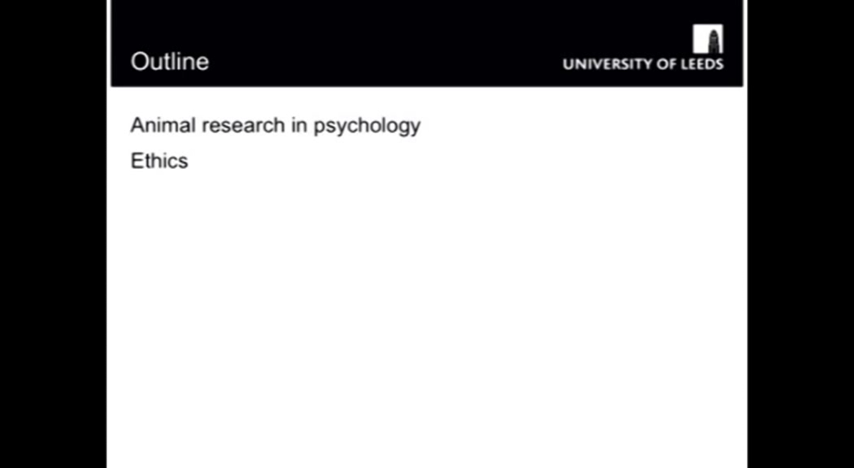 Outline
UNIVERSITY OF LEEDS
Animal research in psychology
Ethics